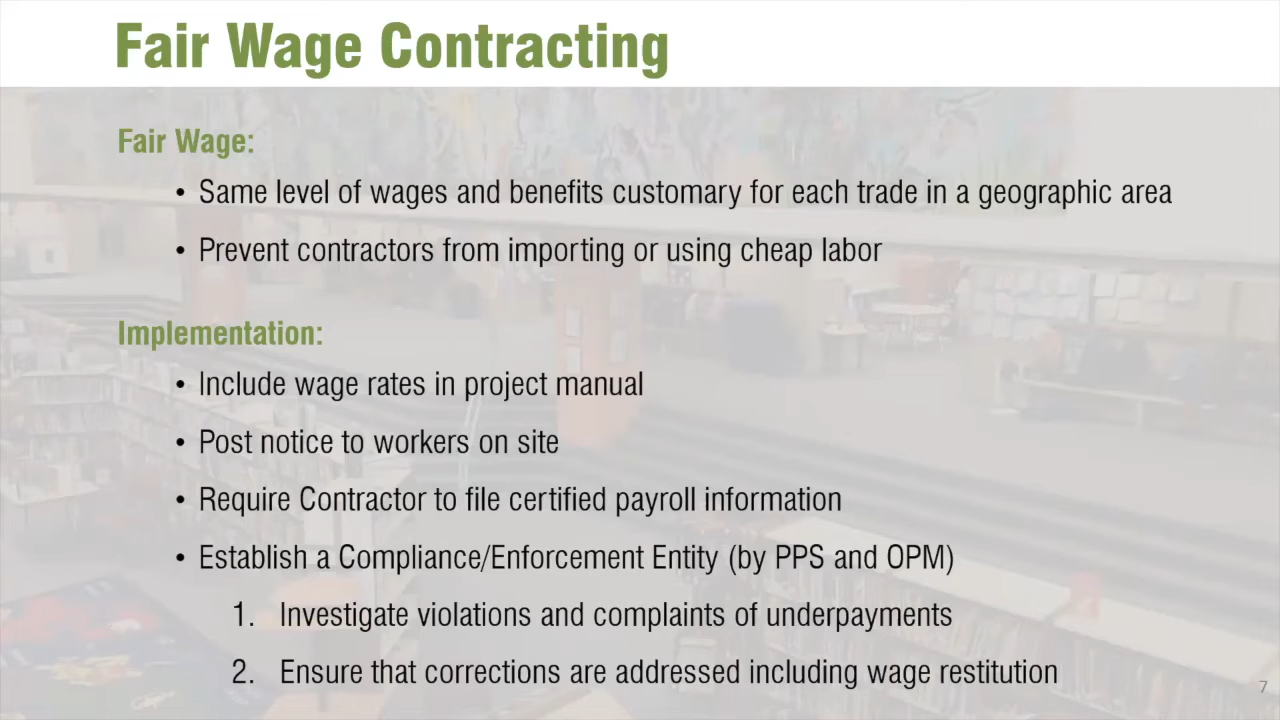 Fair Wage Contracting
Fair Wage:
• Same level of wages and benefits customary for each trade in a geographic area
• Prevent contractors from importing or using cheap labor
Implementation:
• Include wage rates in project manual
• Post notice to workers on site
• Require Contractor to file certified payroll information
• Establish a Compliance/Enforcement Entity (by PPS and OPM)
1. Investigate violations and complaints of underpayments
2. Ensure that corrections are addressed including wage restitution
7